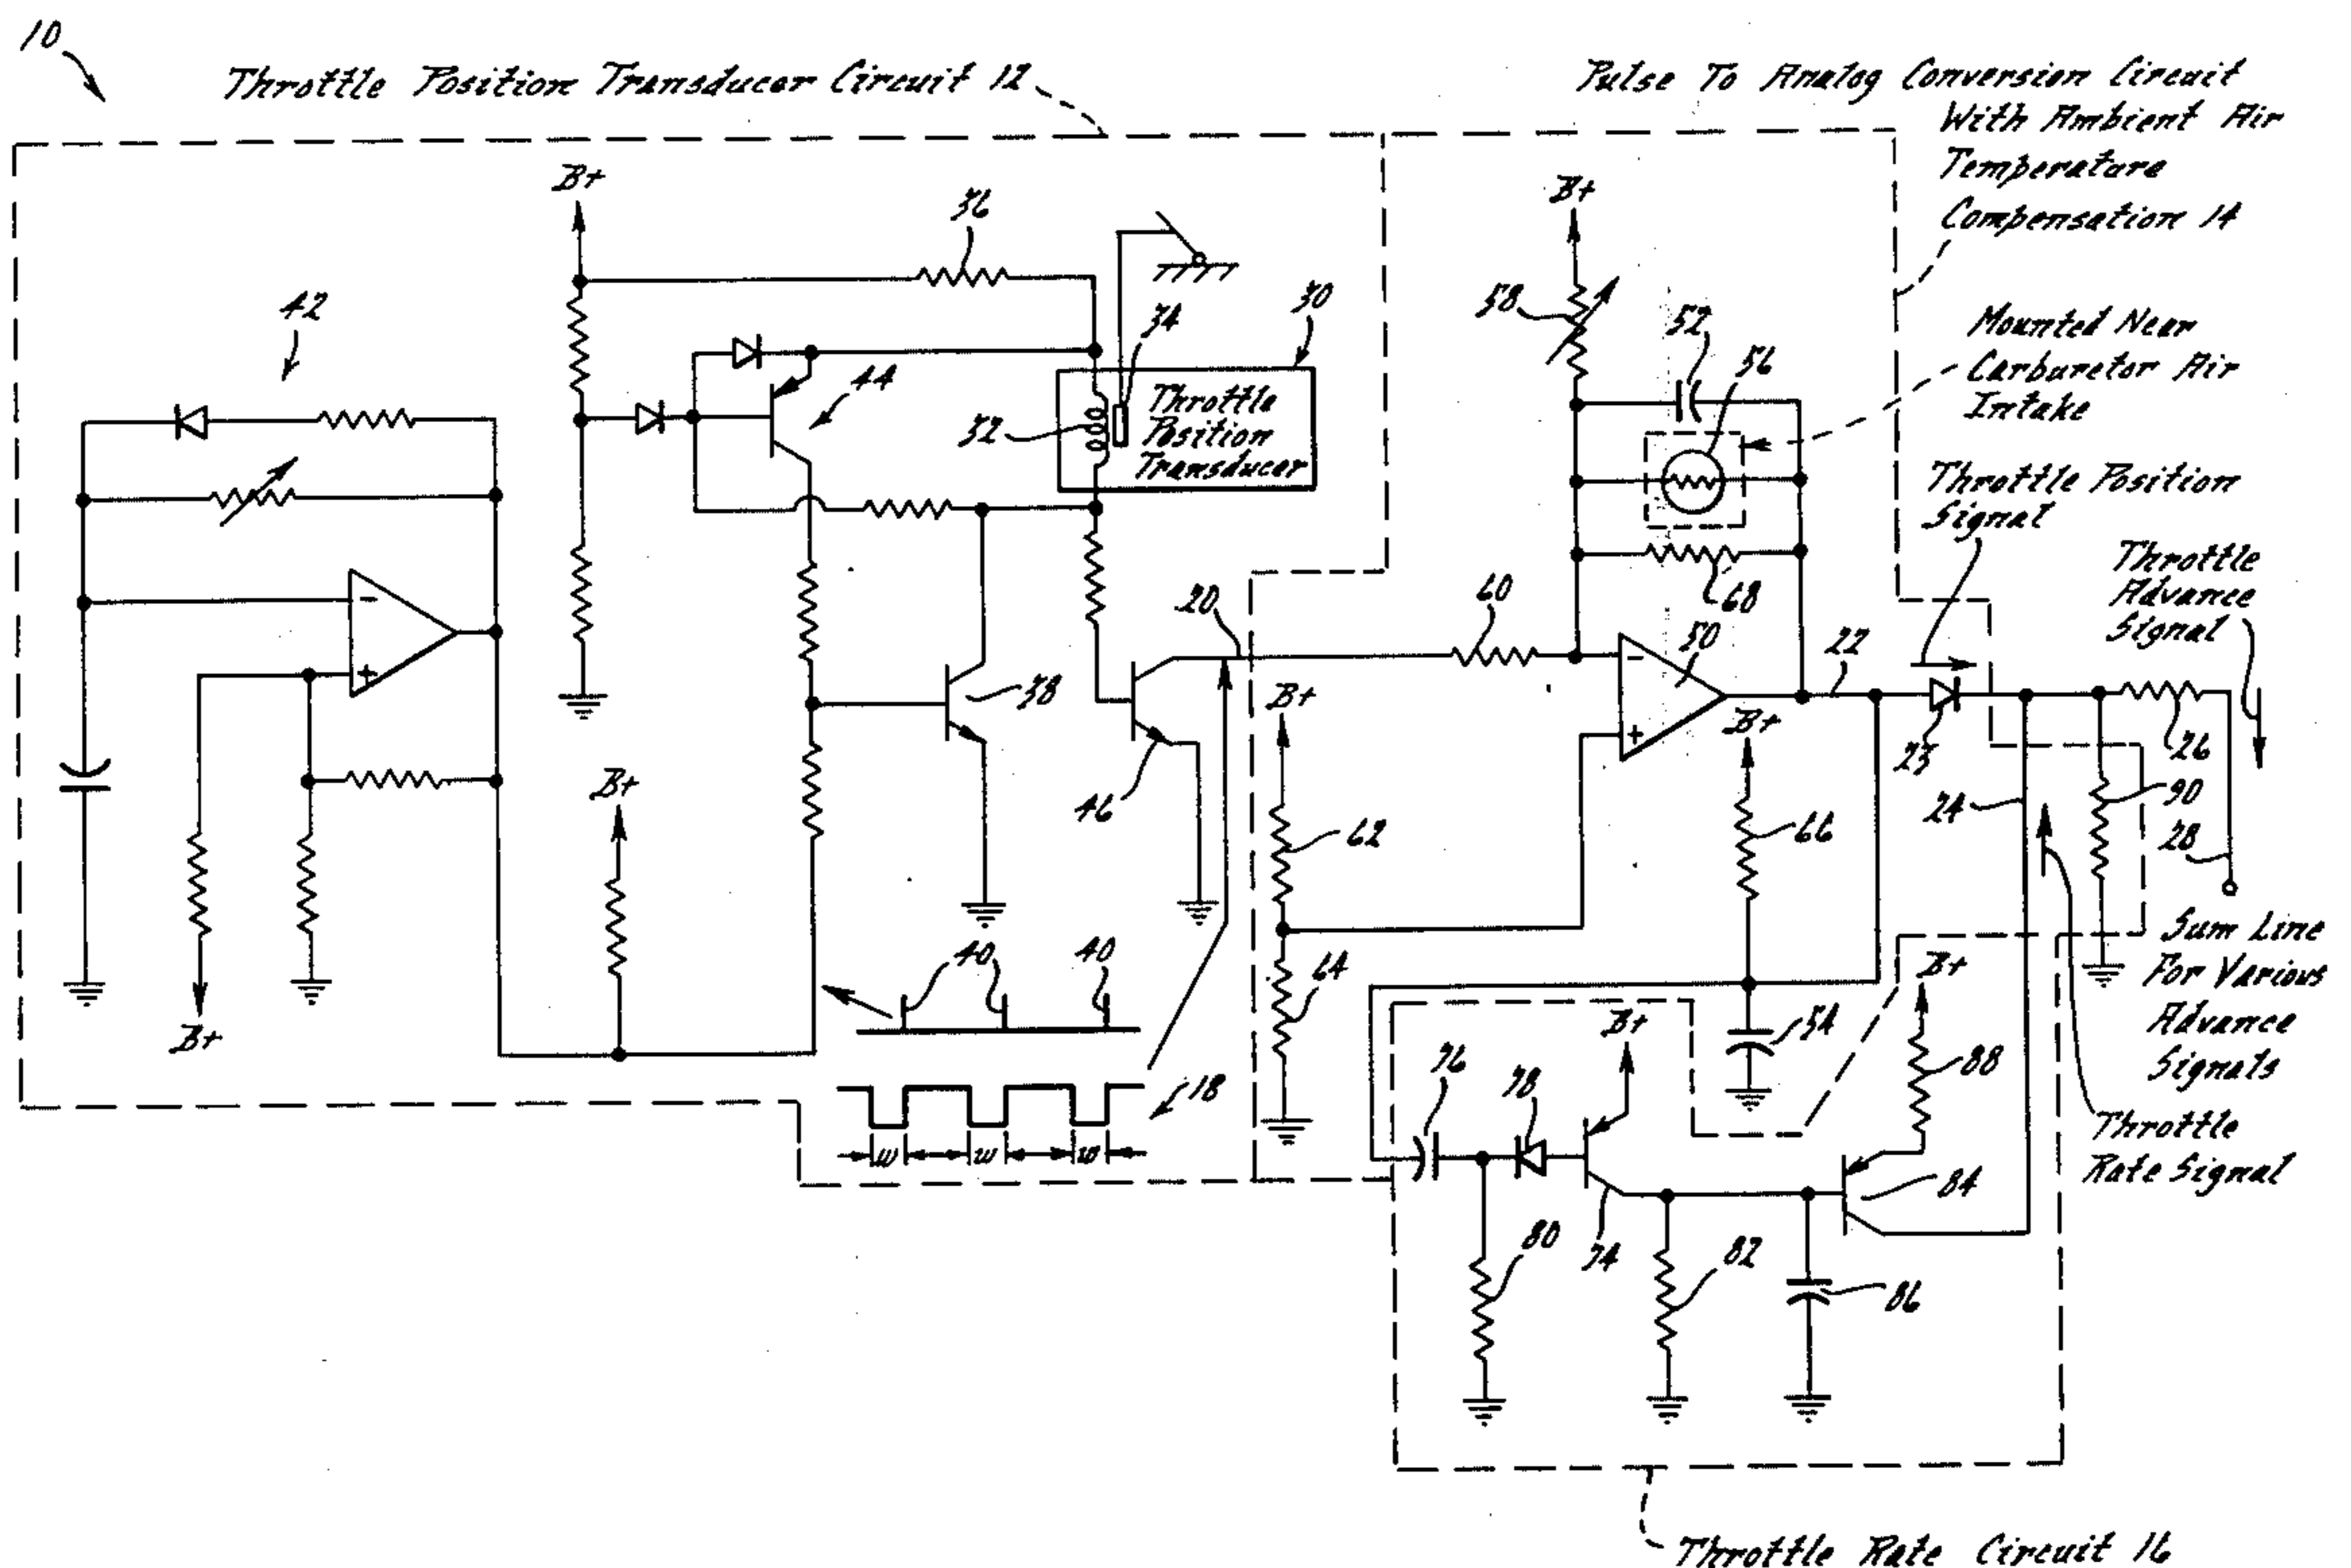 10
Throttle Position Transducer Circuit 12
Pulse To Analog Conversion Circuit
With Ambient Air
Temperature
Compensation 14
B+
36
B+
42
30
34
58
52
56
Mounted Near
Carburetor Air
Intake
44
32
Throttle
Position
Transducer
Throttle Position
Signal
Throttle
Advance
Signal
-
+
38
46
20
60
68
50
-
+
22
23
26
B+
B+
66
24
90
28
B+
62
64
40
40
B+
18
w
w
w
54
B+
B+
88
Sum Line
For Various
Advance
Signals
76
78
74
84
Throttle
Rate Signal
80
82
86
Throttle Rate Circuit 16